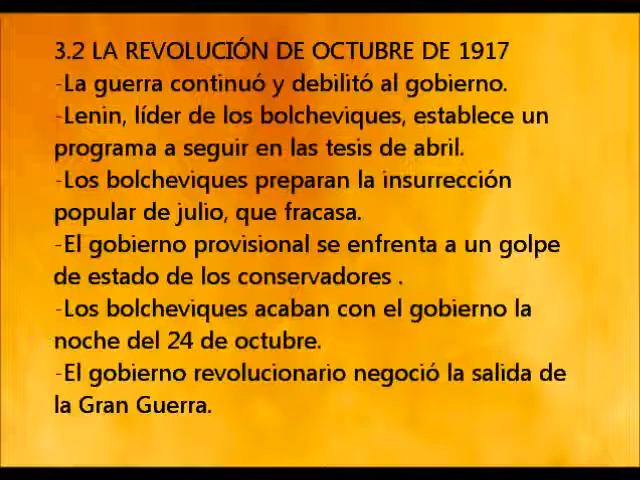 3.2 LA REVOLUCIÓN DE OCTUBRE DE 1917
-La guerra continuó y debilitó al gobierno.
-Lenin, líder de los bolcheviques, establece un
programa a seguir en las tesis de abril.
-Los bolcheviques preparan la insurrección
popular de julio, que fracasa.
-El gobierno provisional se enfrenta a un golpe
de estado de los conservadores .
-Los bolcheviques acaban con el gobierno la
noche del 24 de octubre.
-El gobierno revolucionario negoció la salida de
la Gran Guerra.